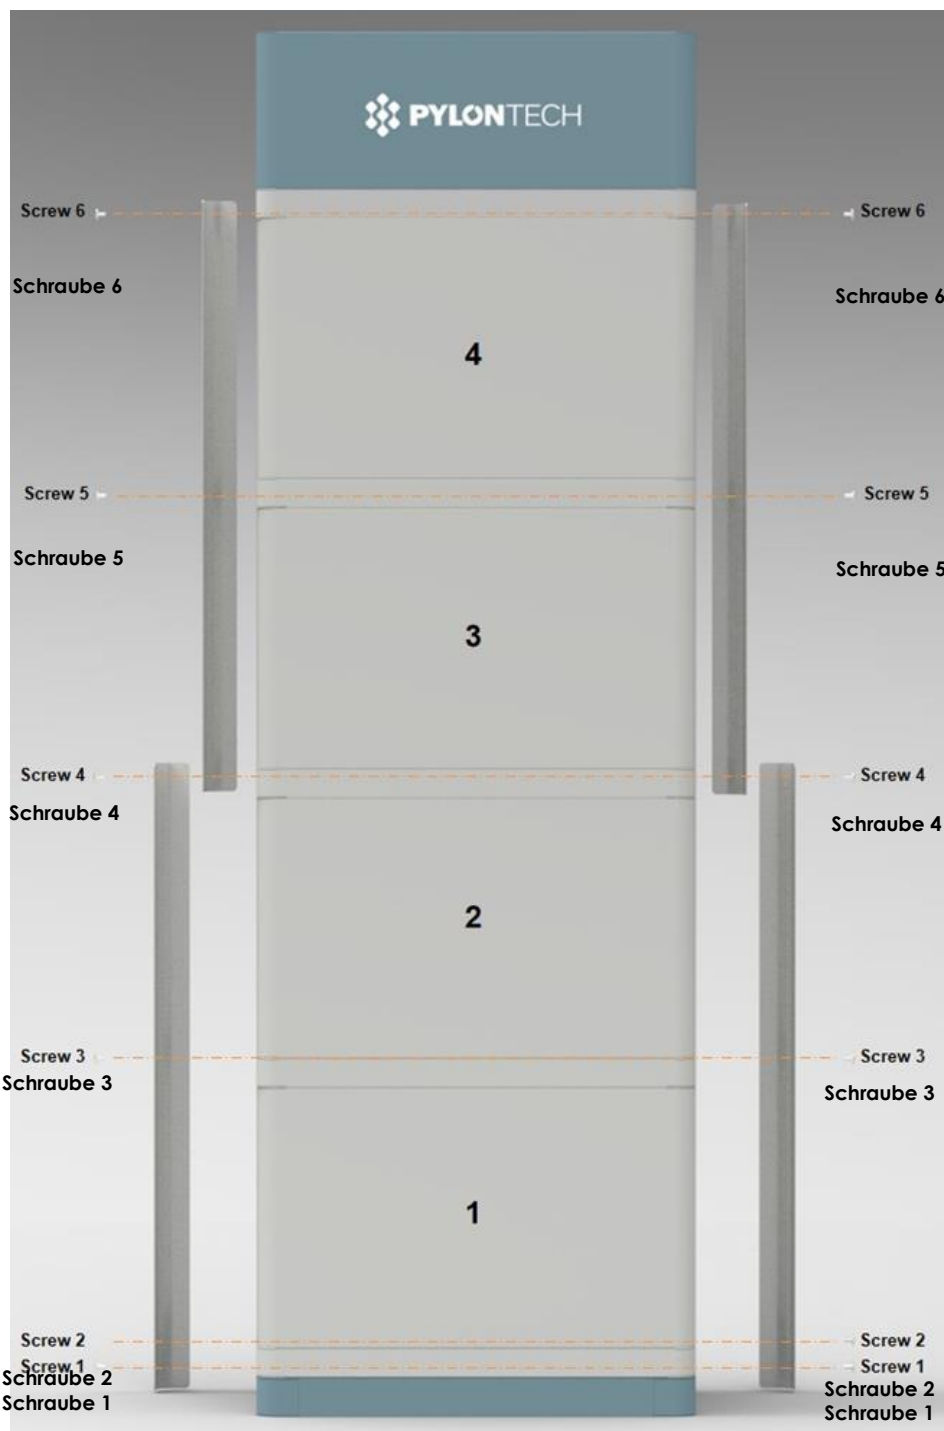 PYLONTECH
Screw 6 Screw 6
Schraube 6 Schraube 6
4
Screw 5 Screw 5
Schraube 5 Schraube 5
3
Screw 4 Screw 4
Schraube 4 Schraube 4
2
Screw 3 Screw 3
Schraube 3 Schraube 3
1
Screw 2 Screw 2
Screw 1 Screw 1
Schraube 2 Schraube 2
Schraube 1 Schraube 1